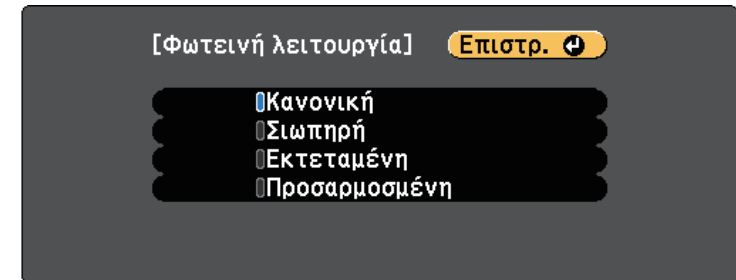 [Φωτεινή λειτουργία] Επιστρ.
Κανονική
Σιωπηρή
Εκτεταμένη
Προσαρμοσμένη